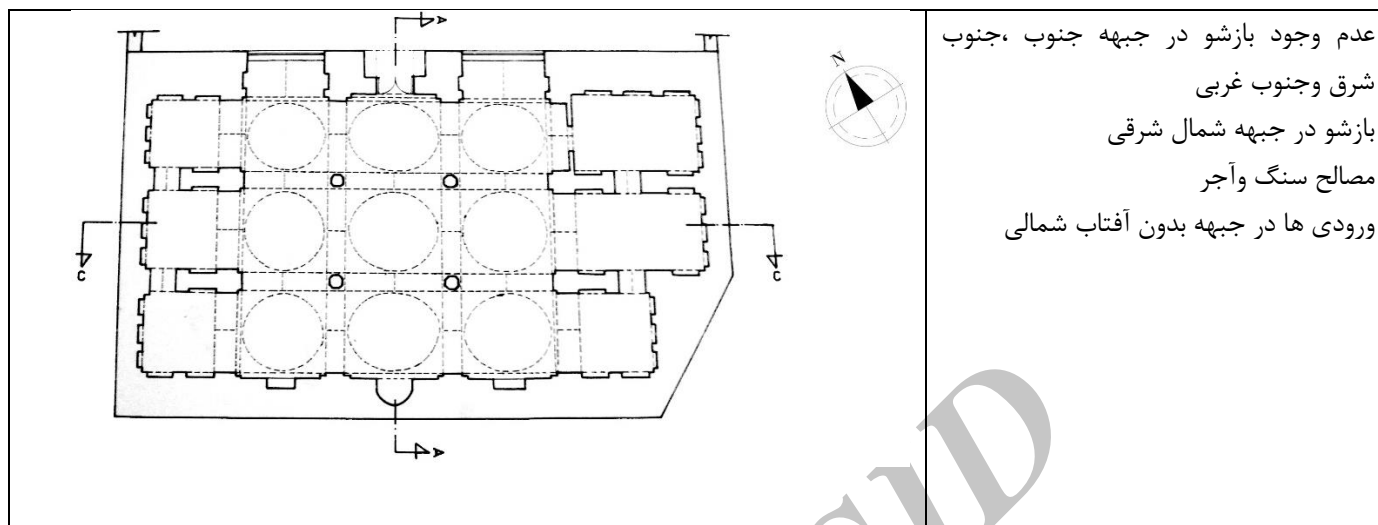 عدم وجود بازشو در جبهه جنوب ،جنوب
شرق وجنوب غربی
بازشو در جبهه شمال شرقی
مصالح سنگ وآجر
ورودی ها در جبهه بدون آفتاب شمالی
A
N
C
C
A
SID